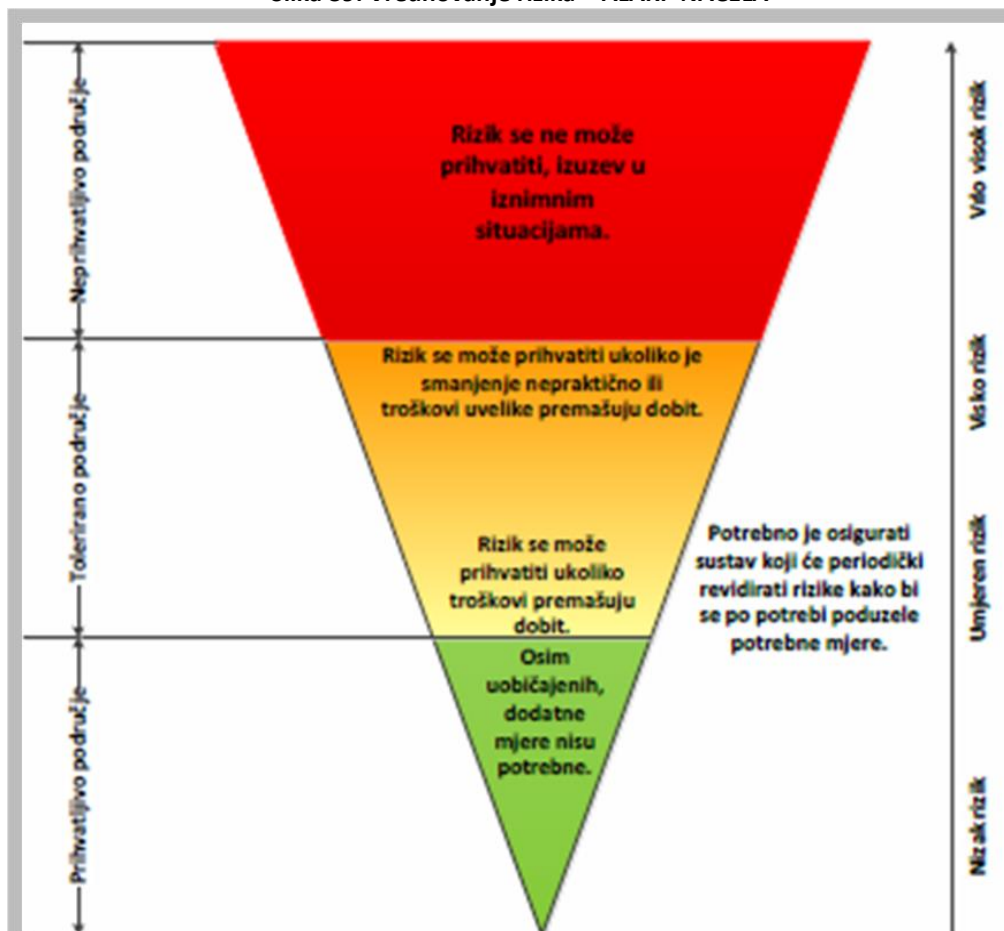 Neprihvatljivo područje
Rizik se ne može
prihvatiti, izuzev u
iznimnim
situacijama.
Vrlo visok rizik
Tolerirano područje
Rizik se može prihvatiti ukoliko je
smanjenje nepraktično ili
troškovi uvelike premašuju dobit.
Visko rizik
Rizik se može
prihvatiti ukoliko
troškovi premašuju
dobit.
Potrebno je osigurati
sustav koji će periodički
revidirati rizike kako bi
se po potrebi poduzele
potrebne mjere.
Umjeren rizik
Prihvatljivo područje
Osim
uobičajenih,
dodatne
mjere nisu
potrebne.
Nizak rizik